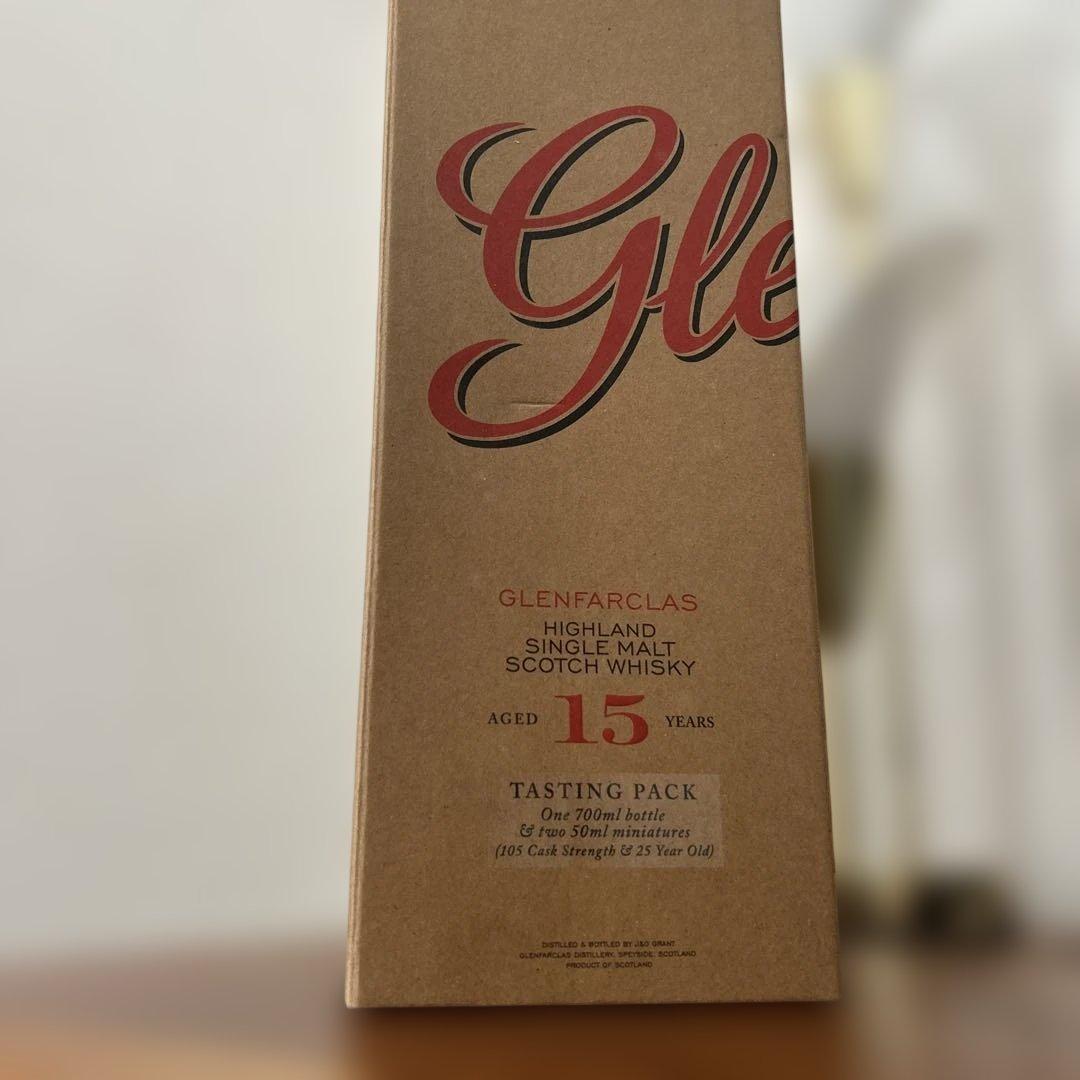 Gle
GLENFARCLAS
HIGHLAND
SINGLE MALT
SCOTCH WHISKY
AGED 15 YEARS
TASTING PACK
One 700ml bottle
& two 50ml miniatures
(105 Cask Strength & 25 Year Old)
DISTILLED & BOTTLED BY J&G GRANT
GLENFARCLAS DISTILLERY, SPEYSIDE, SCOTLAND
PRODUCT OF SCOTLAND